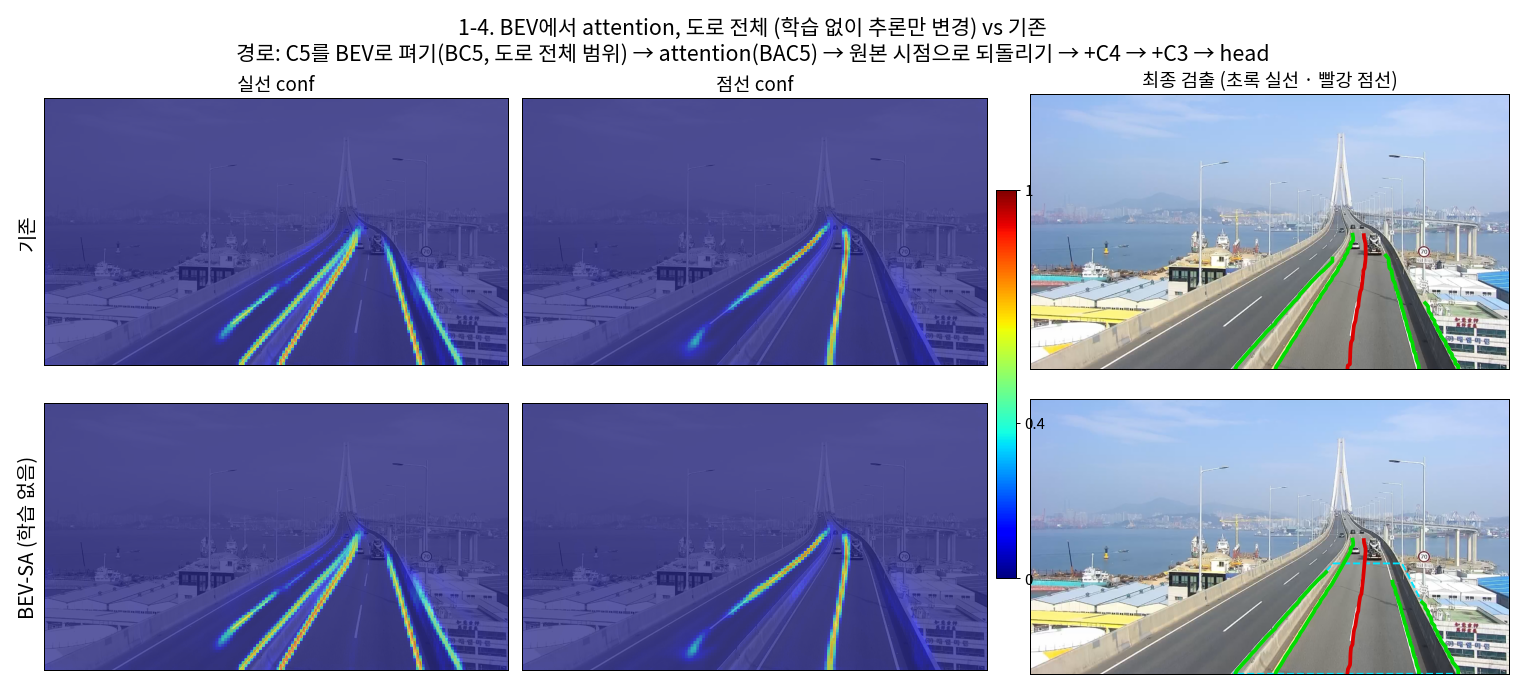 1-4. BEV에서 attention, 도로 전체 (학습 없이 추론만 변경) vs 기존
경로: C5를 BEV로 펴기(BC5, 도로 전체 범위) → attention(BAC5) → 원본 시점으로 되돌리기 → +C4 → +C3 → head
실선 conf
점선 conf
최종 검출 (초록 실선 · 빨강 점선)
기존
1
0.4
0
BEV-SA (학습 없음)
70
70